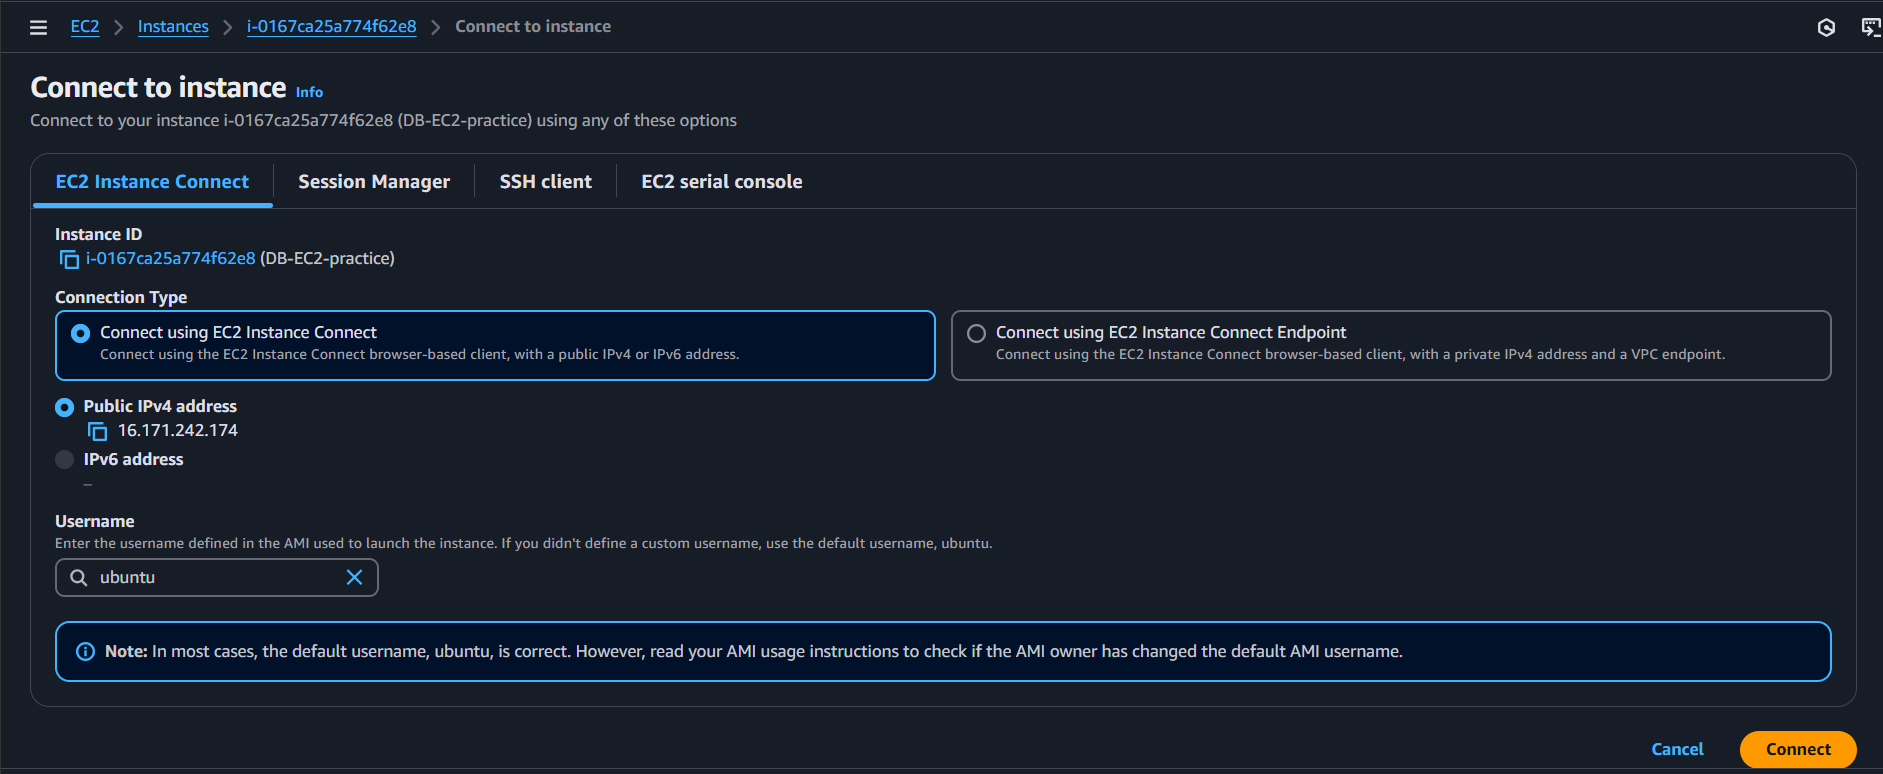 EC2 > Instances > i-0167ca25a774f62e8 > Connect to instance
Connect to instance Info
Connect to your instance i-0167ca25a774f62e8 (DB-EC2-practice) using any of these options
EC2 Instance Connect Session Manager SSH client EC2 serial console
Instance ID
i-0167ca25a774f62e8 (DB-EC2-practice)
Connection Type
Connect using EC2 Instance Connect
Connect using the EC2 Instance Connect browser-based client, with a public IPv4 or IPv6 address.
Connect using EC2 Instance Connect Endpoint
Connect using the EC2 Instance Connect browser-based client, with a private IPv4 address and a VPC endpoint.
Public IPv4 address
16.171.242.174
IPv6 address
–
Username
Enter the username defined in the AMI used to launch the instance. If you didn't define a custom username, use the default username, ubuntu.
ubuntu
Note: In most cases, the default username, ubuntu, is correct. However, read your AMI usage instructions to check if the AMI owner has changed the default AMI username.
Cancel Connect